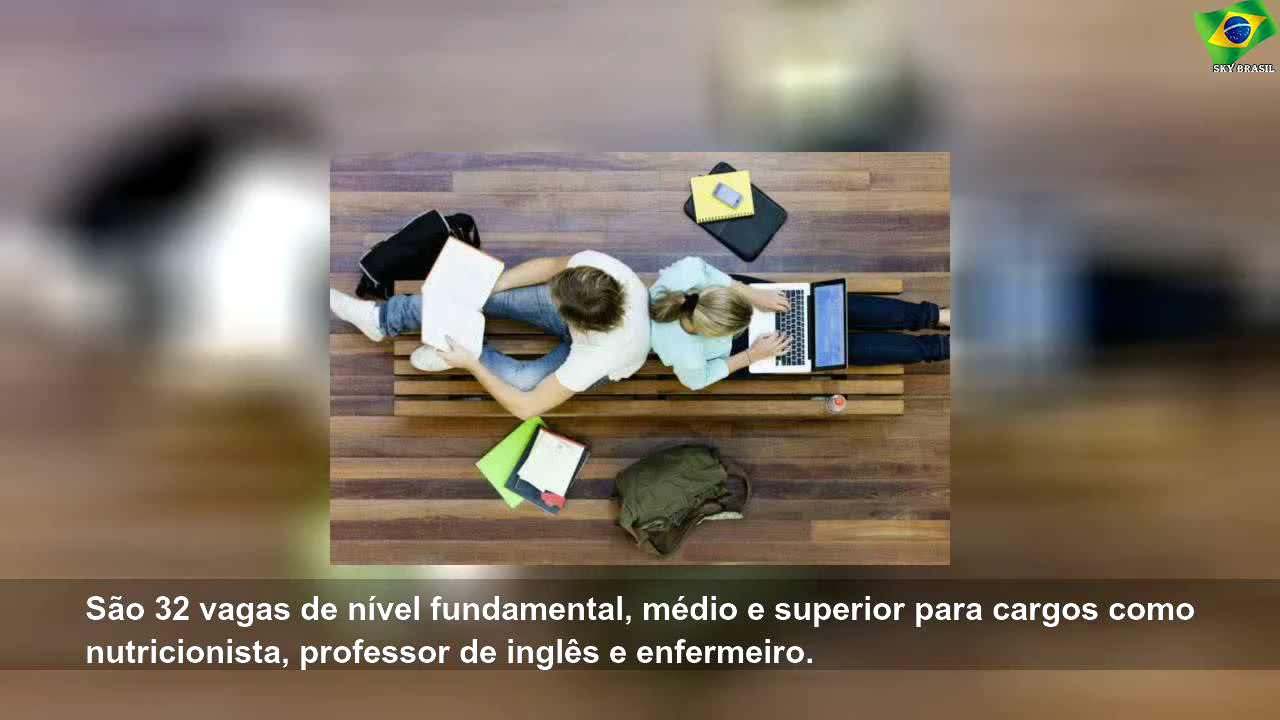 SKY BRASIL
São 32 vagas de nível fundamental, médio e superior para cargos como
nutricionista, professor de inglês e enfermeiro.